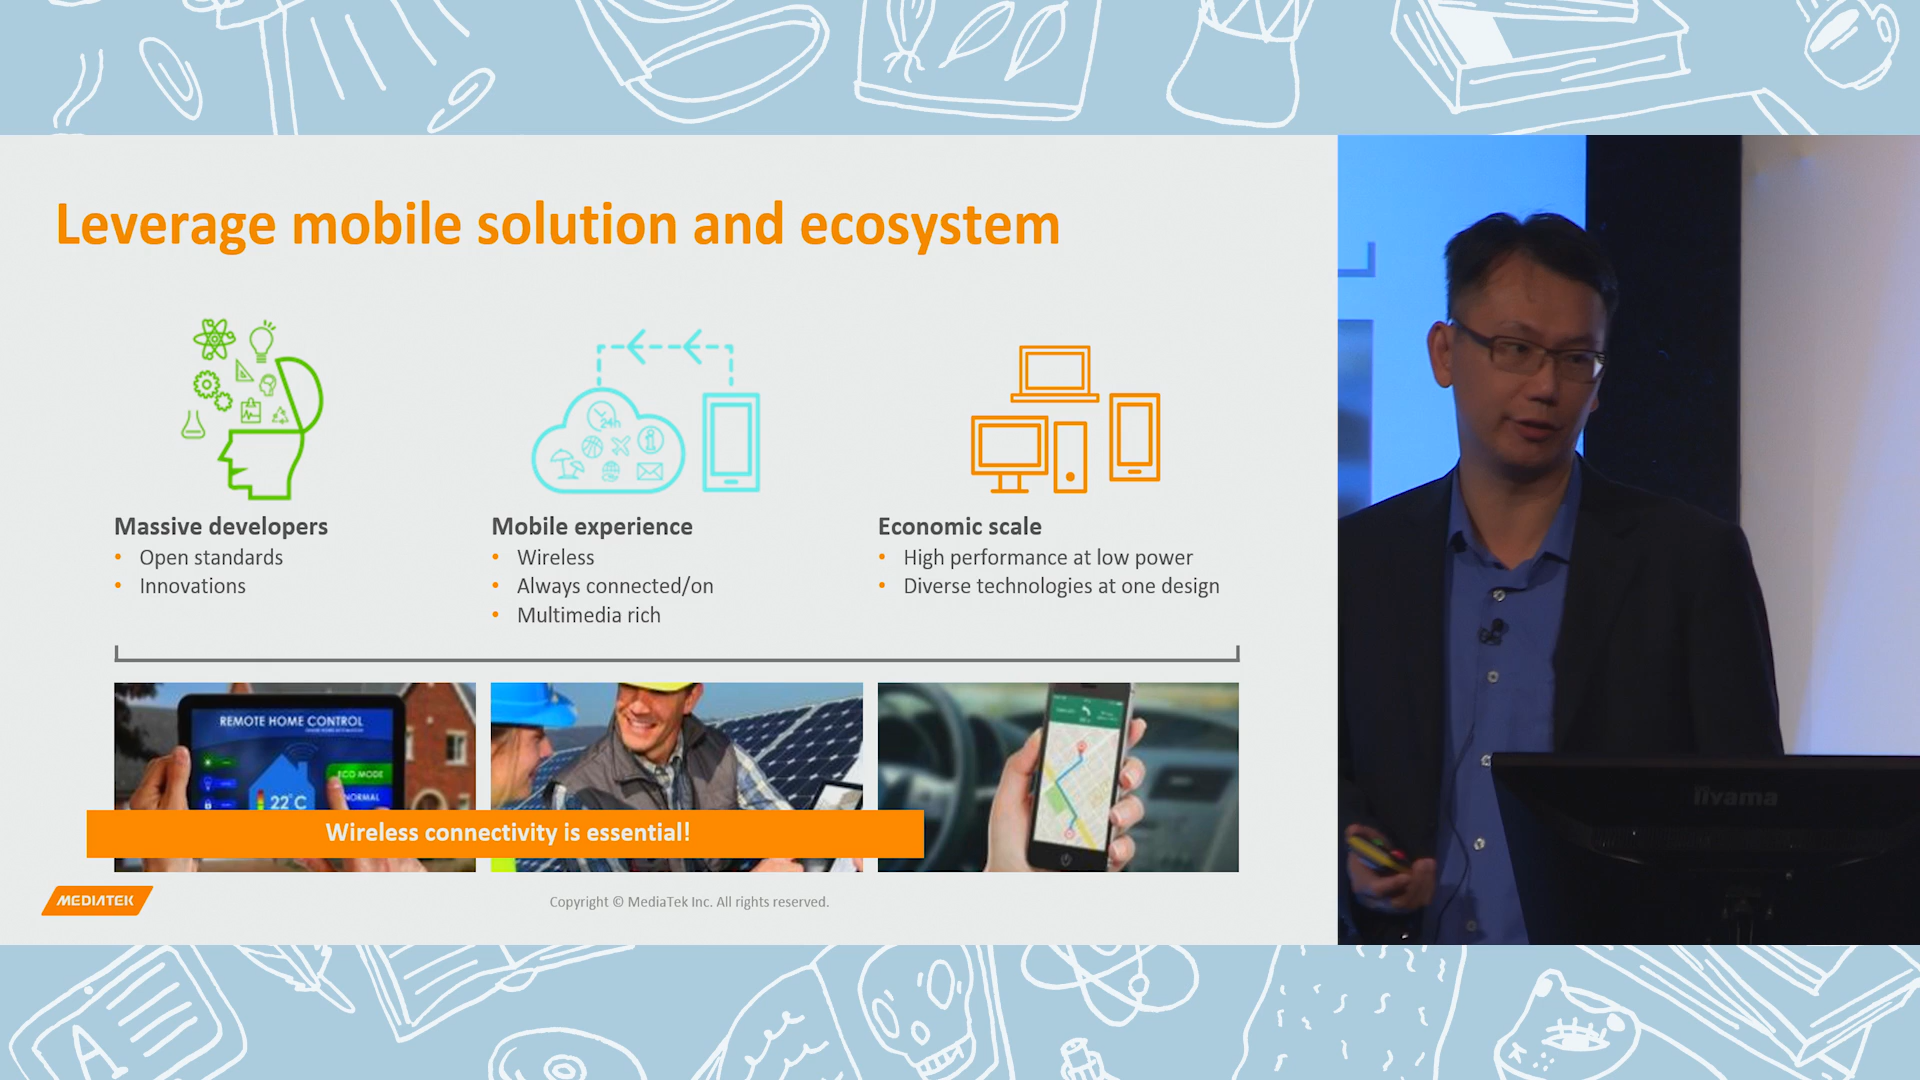 Leverage mobile solution and ecosystem
24h
Massive developers
• Open standards
• Innovations
Mobile experience
• Wireless
• Always connected/on
• Multimedia rich
Economic scale
• High performance at low power
• Diverse technologies at one design
REMOTE HOME CONTROL
ECO MODE
NORMAL
22°C
Wireless connectivity is essential!
MEDIATEK
Copyright © MediaTek Inc. All rights reserved.
iiyama
A